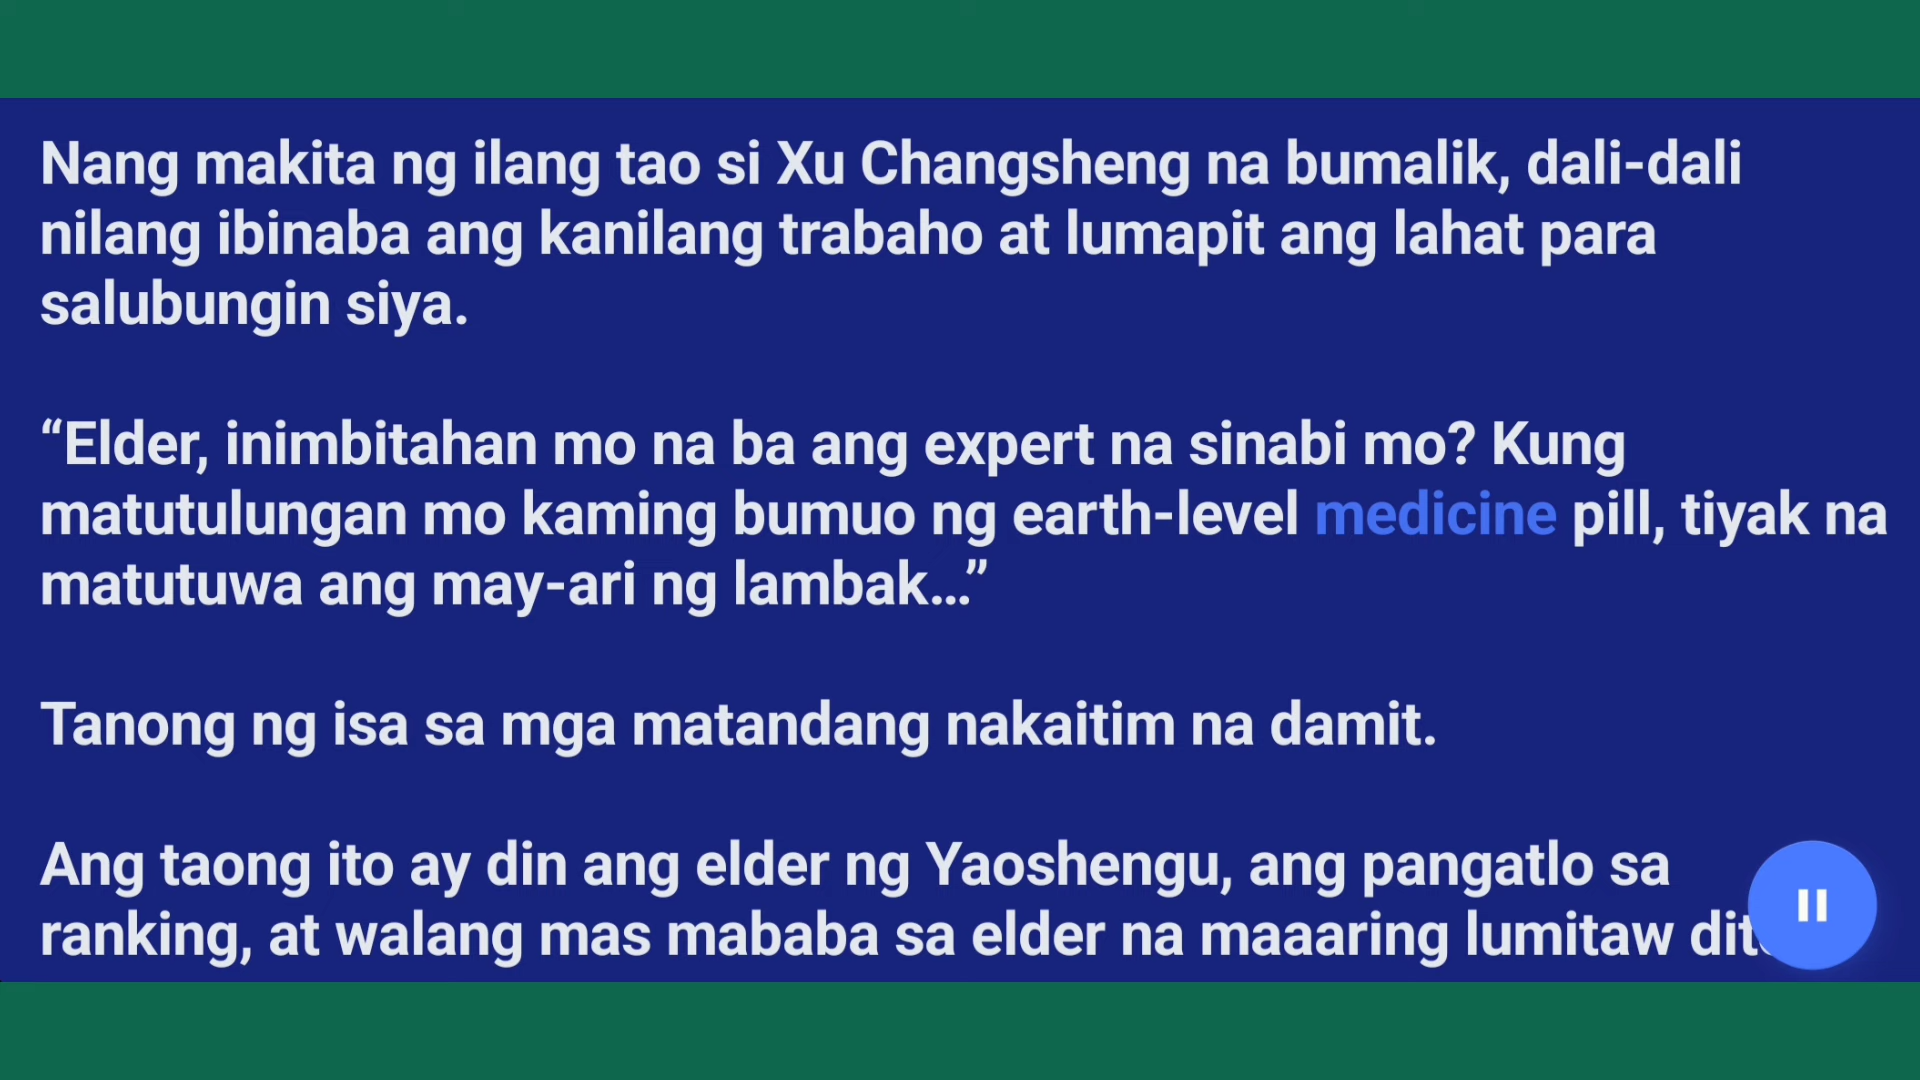 Nang makita ng ilang tao si Xu Changsheng na bumalik, dali-dali
nilang ibinaba ang kanilang trabaho at lumapit ang lahat para
salubungin siya.
“Elder, inimbitahan mo na ba ang expert na sinabi mo? Kung
matutulungan mo kaming bumuo ng earth-level medicine pill, tiyak na
matutuwa ang may-ari ng lambak...”
Tanong ng isa sa mga matandang nakaitim na damit.
Ang taong ito ay din ang elder ng Yaoshengu, ang pangatlo sa
ranking, at walang mas mababa sa elder na maaaring lumitaw